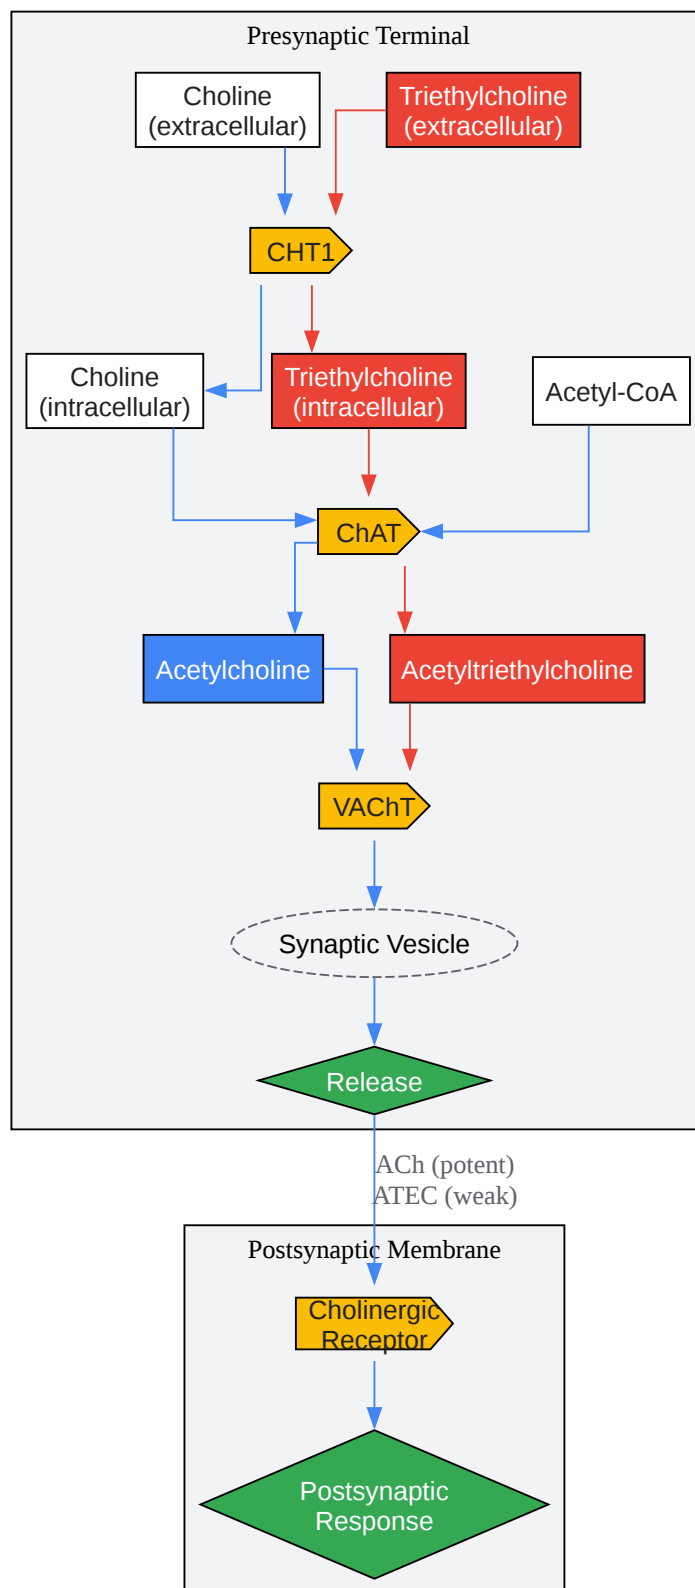 Presynaptic Terminal
Choline
(extracellular)
Triethylcholine
(extracellular)
CHT1
Choline
(intracellular)
Triethylcholine
(intracellular)
Acetyl-CoA
ChAT
Acetylcholine
Acetyltriethylcholine
VAChT
Synaptic Vesicle
Release
ACh (potent)
ATEC (weak)
Postsynaptic Membrane
Cholinergic
Receptor
Postsynaptic
Response